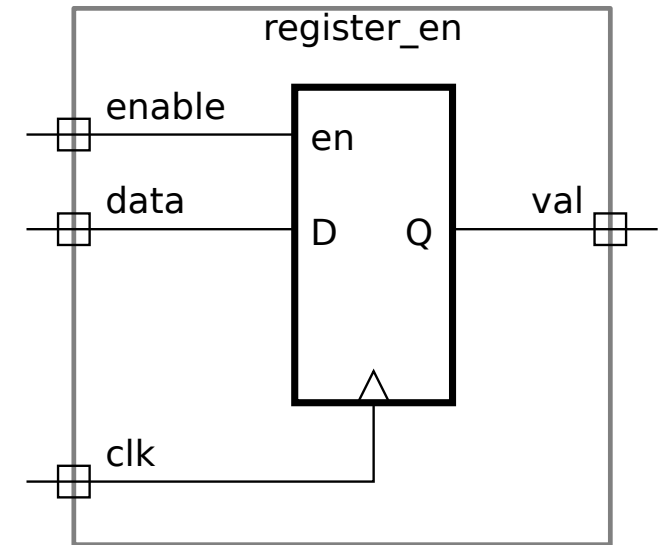 register_en
enable
en
data
val
D
Q
clk